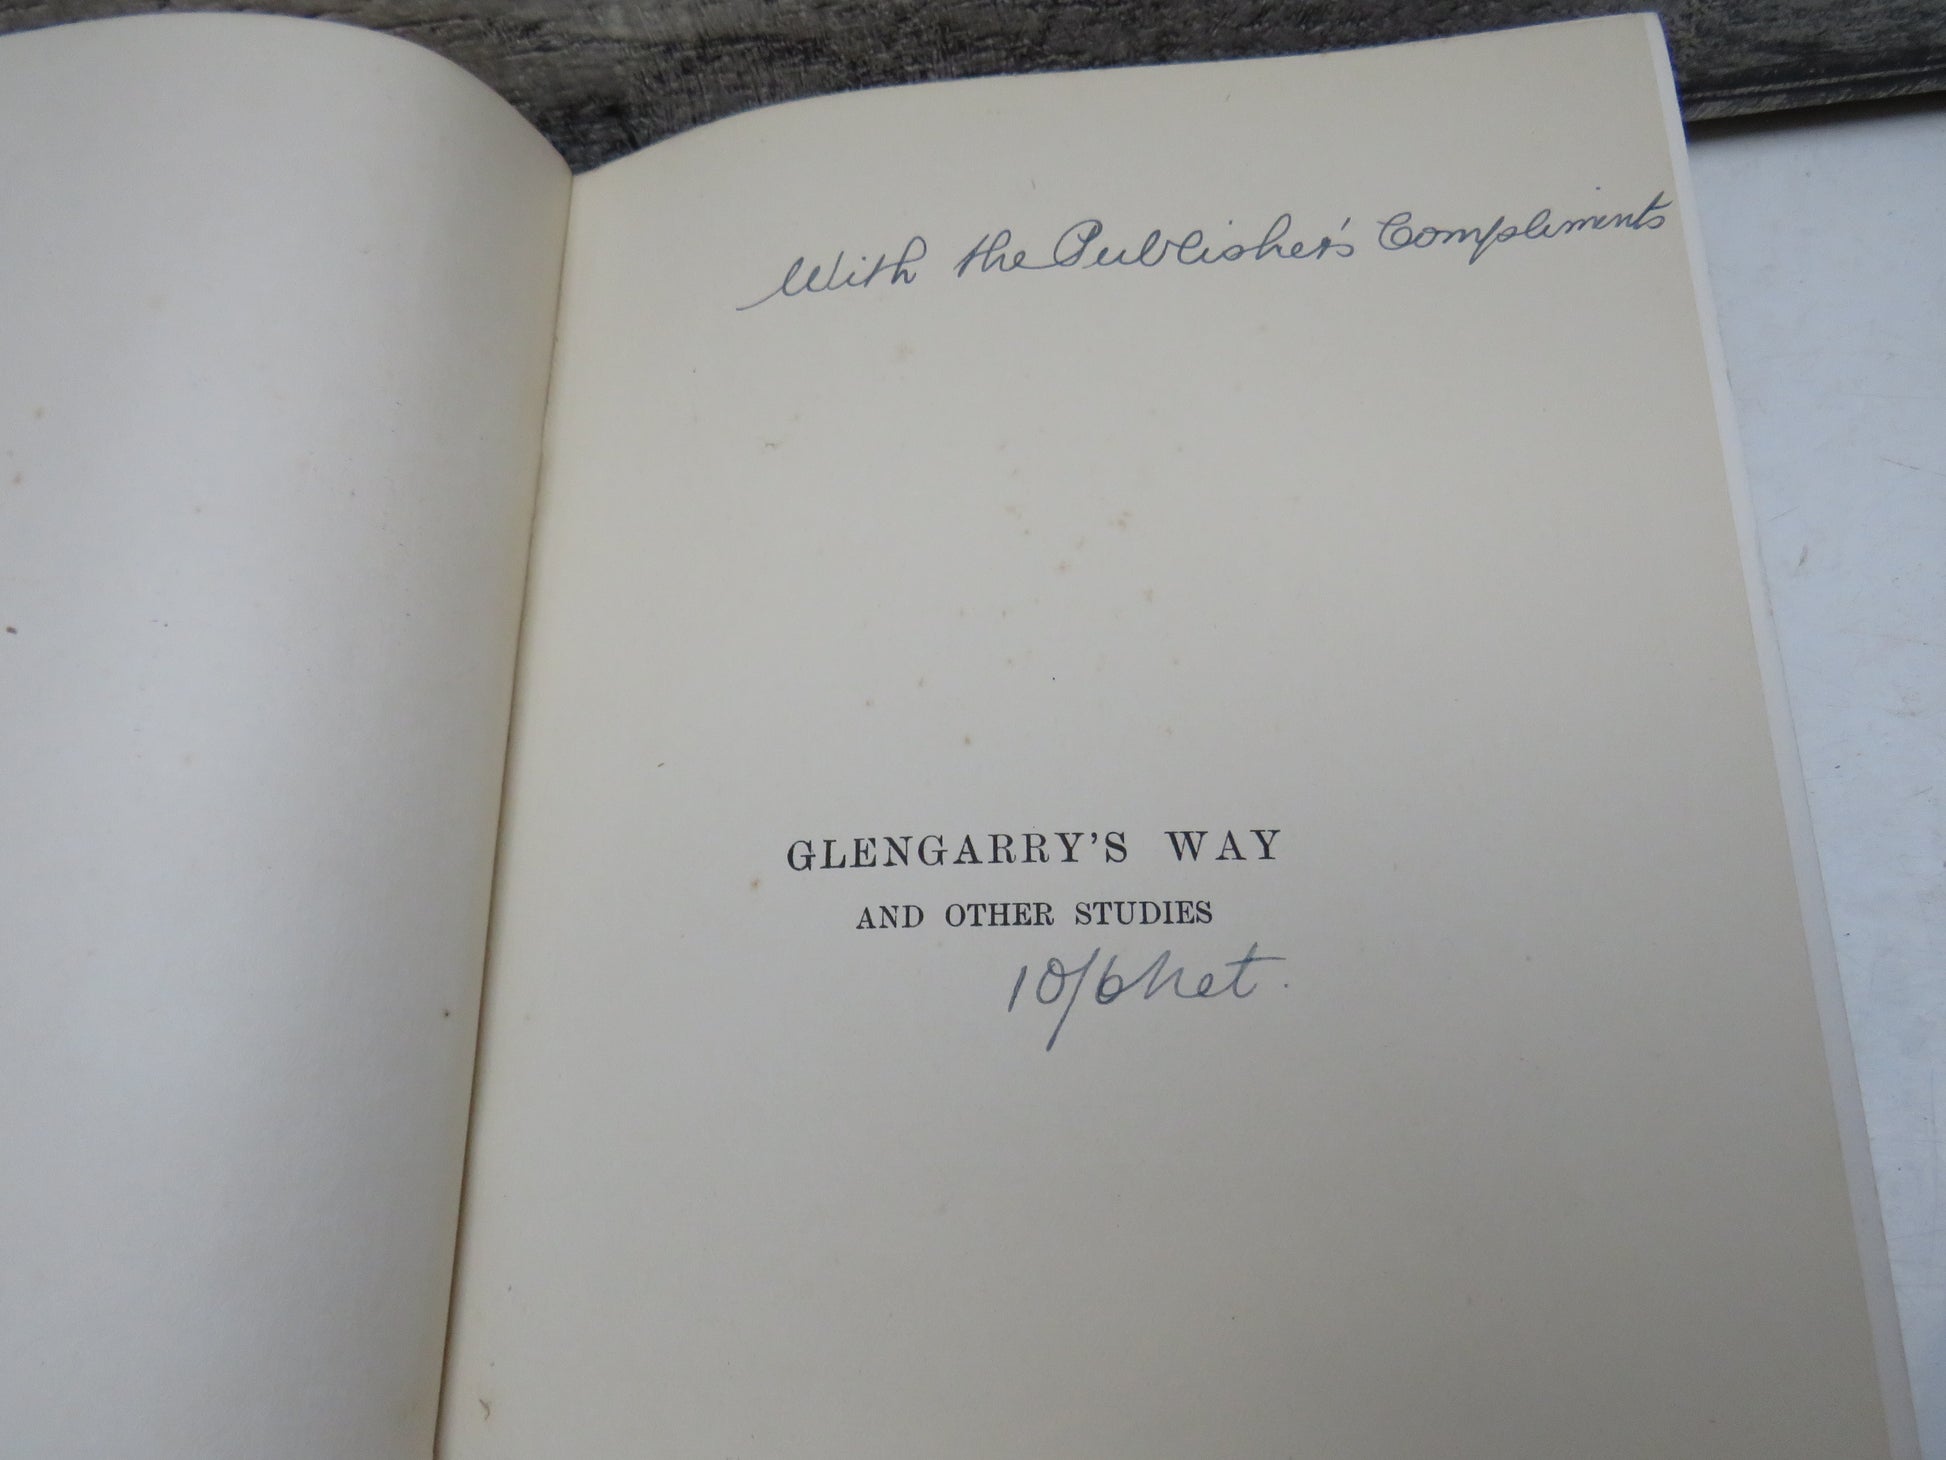 With the Publisher's Compliments
GLENGARRY'S WAY
AND OTHER STUDIES
10/6 net.